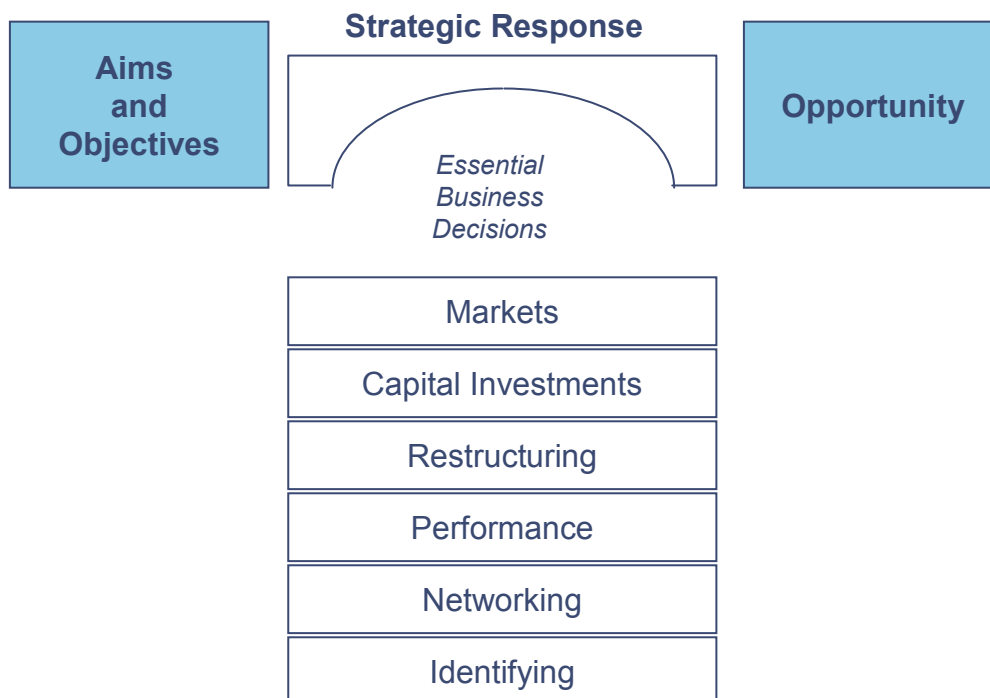 Strategic Response
Aims
and
Objectives
Opportunity
Essential
Business
Decisions
Markets
Capital Investments
Restructuring
Performance
Networking
Identifying